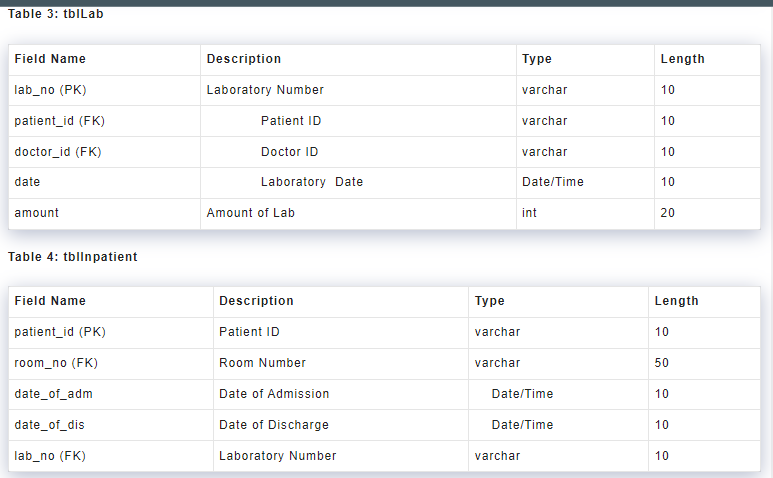 Table 3: tblLab
Field Name Description Type Length
lab_no (PK) Laboratory Number varchar 10
patient_id (FK) Patient ID varchar 10
doctor_id (FK) Doctor ID varchar 10
date Laboratory Date Date/Time 10
amount Amount of Lab int 20
Table 4: tblInpatient
Field Name Description Type Length
patient_id (PK) Patient ID varchar 10
room_no (FK) Room Number varchar 50
date_of_adm Date of Admission Date/Time 10
date_of_dis Date of Discharge Date/Time 10
lab_no (FK) Laboratory Number varchar 10